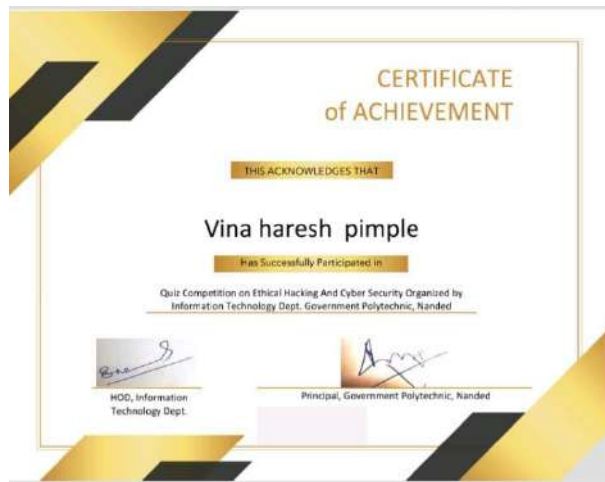 CERTIFICATE
of ACHIEVEMENT
THIS ACKNOWLEDGES THAT
Vina haresh pimple
Has Successfully Participated in
Quiz Competition on Ethical Hacking And Cyber Security Organized by
Information Technology Dept. Government Polytechnic, Nanded
HOD, Information
Technology Dept.
Principal, Government Polytechnic, Nanded